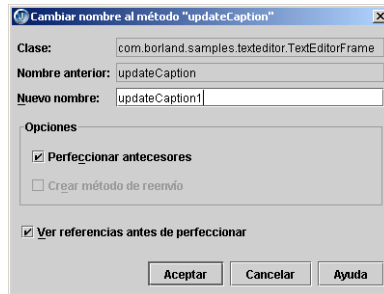 Cambiar nombre al método "updateCaption"
Clase: com.borland.samples.texteditor.TextEditorFrame
Nombre anterior: updateCaption
Nuevo nombre: updateCaption1
Opciones
Perfeccionar antecesores
Crear método de reenvío
Ver referencias antes de perfeccionar
Aceptar Cancelar Ayuda